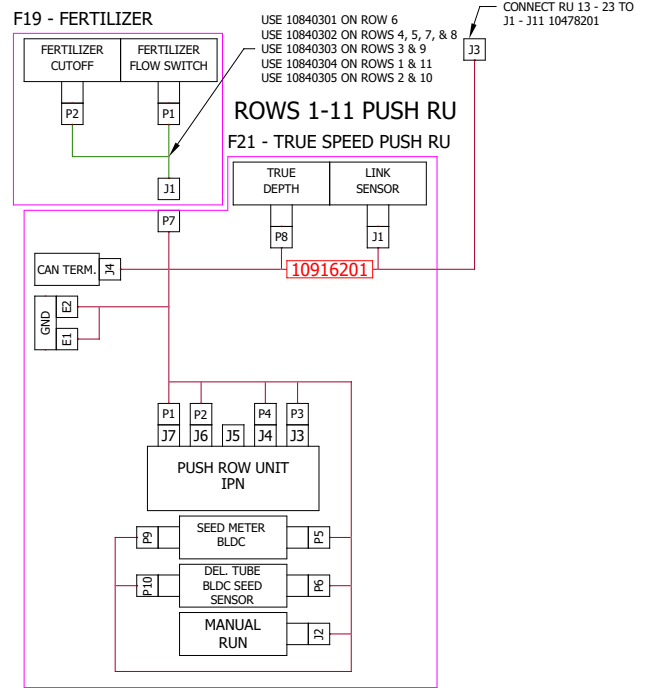 F19 - FERTILIZER
FERTILIZER
CUTOFF
FERTILIZER
FLOW SWITCH
P2
P1
J1
USE 10840301 ON ROW 6
USE 10840302 ON ROWS 4, 5, 7, & 8
USE 10840303 ON ROWS 3 & 9
USE 10840304 ON ROWS 1 & 11
USE 10840305 ON ROWS 2 & 10
CONNECT RU 13 - 23 TO
J1 - J11 10478201
J3
ROWS 1-11 PUSH RU
F21 - TRUE SPEED PUSH RU
TRUE
DEPTH
LINK
SENSOR
P8
J1
P7
CAN TERM.
J4
10916201
GND
E2
E1
P1
P2
P4
P3
J7
J6
J5
J4
J3
PUSH ROW UNIT
IPN
P9
SEED METER
BLDC
P5
P10
DEL. TUBE
BLDC SEED
SENSOR
P6
MANUAL
RUN
J2